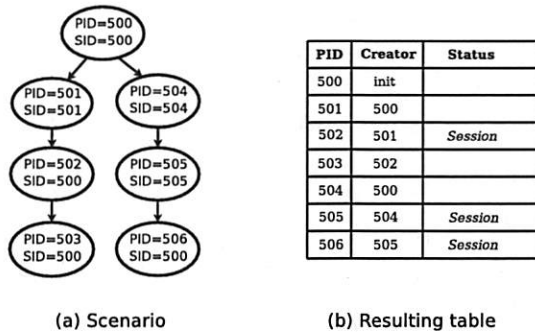 PID=500
SID=500
PID=501
SID=501
PID=504
SID=504
PID=502
SID=500
PID=505
SID=505
PID=503
SID=500
PID=506
SID=500
(a) Scenario
PID Creator Status
500 init
501 500
502 501 Session
503 502
504 500
505 504 Session
506 505 Session
(b) Resulting table